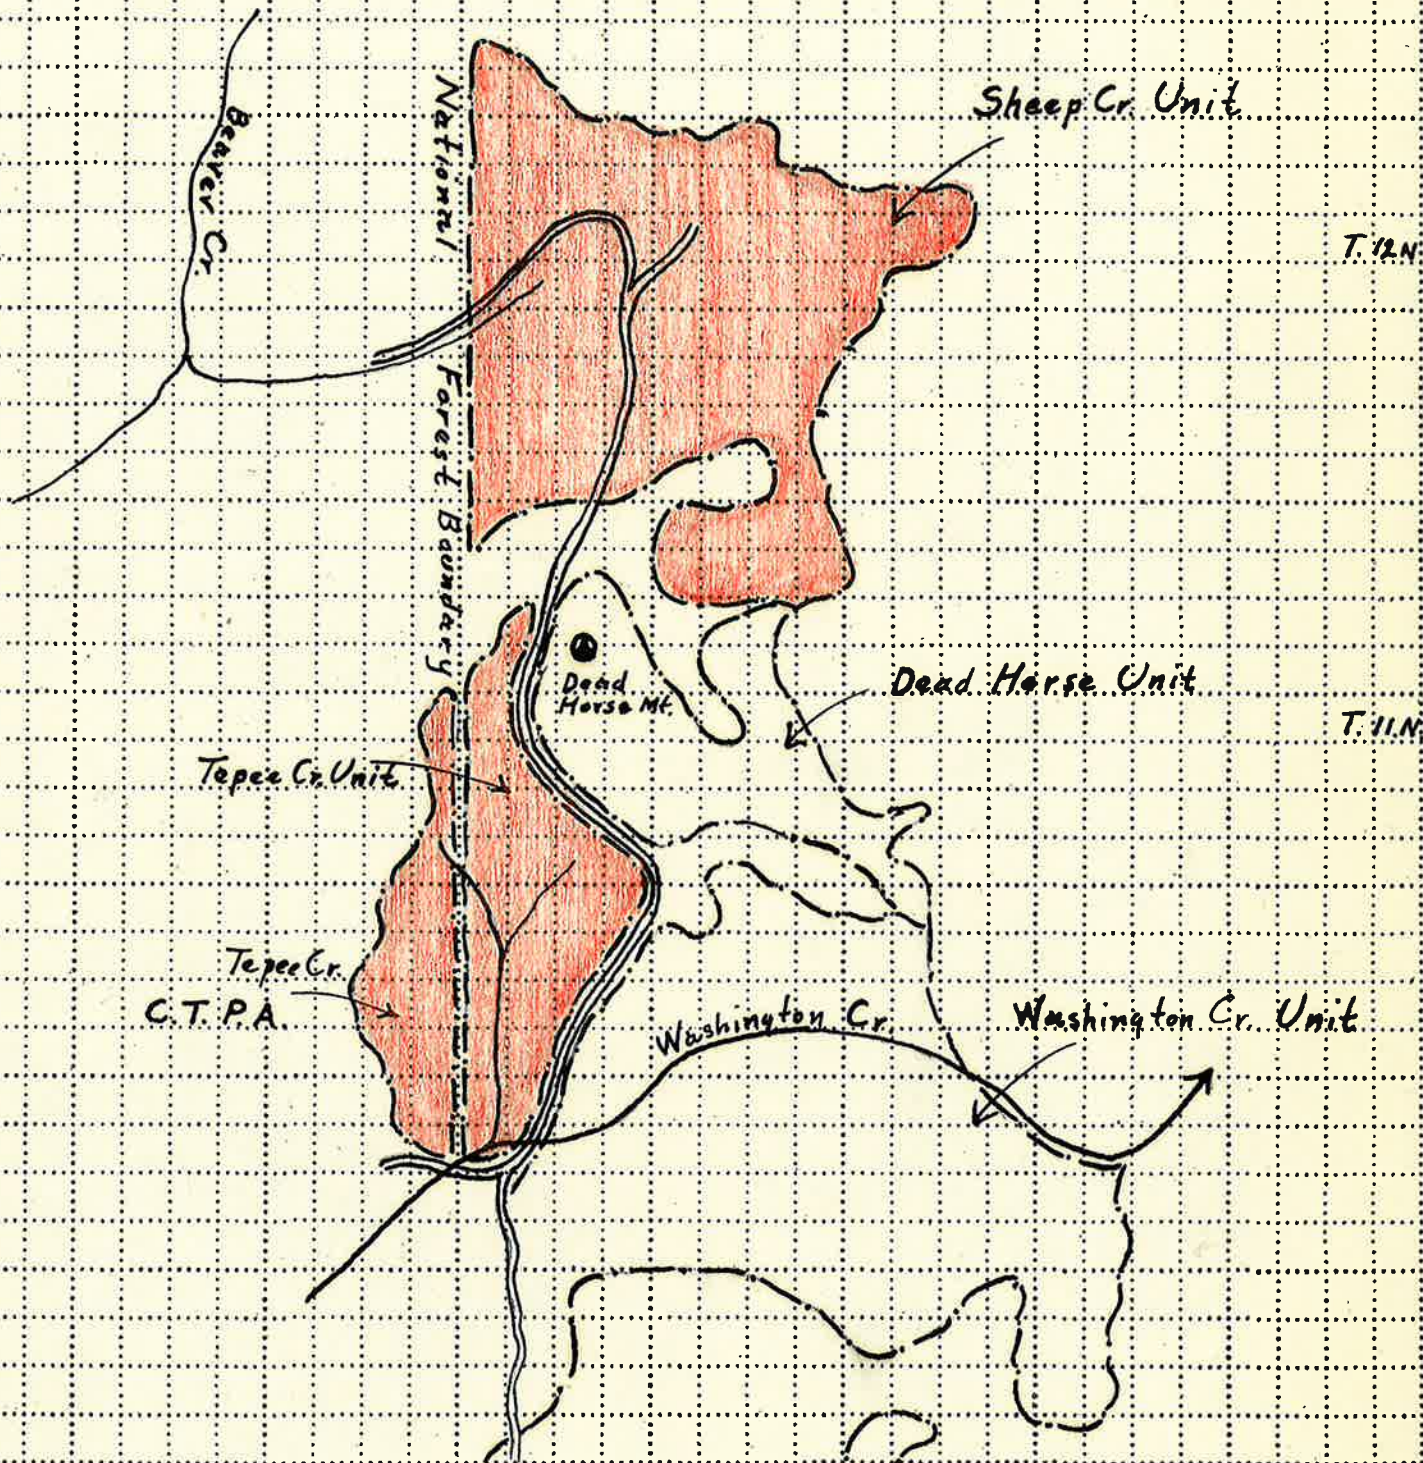 Sheep Cr. Unit
Beaver Cr.
National Forest Boundary
T. 12 N
Dead
Horse Mt.
Dead Horse Unit
T. 11 N.
Tepee Cr. Unit
Tepee Cr.
C.T.P.A.
Washington Cr.
Washington Cr. Unit